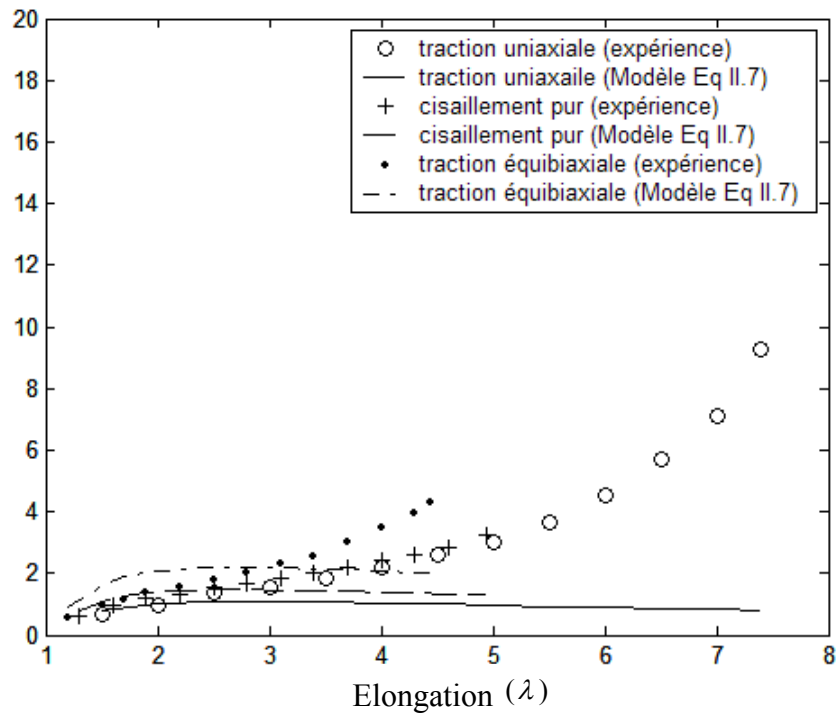 20
18
16
14
12
10
8
6
4
2
0
traction uniaxiale (expérience)
traction uniaxaile (Modèle Eq II.7)
cisaillement pur (expérience)
cisaillement pur (Modèle Eq II.7)
traction équibiaxiale (expérience)
traction équibiaxiale (Modèle Eq II.7)
1 2 3 4 5 6 7 8
Elongation (λ)